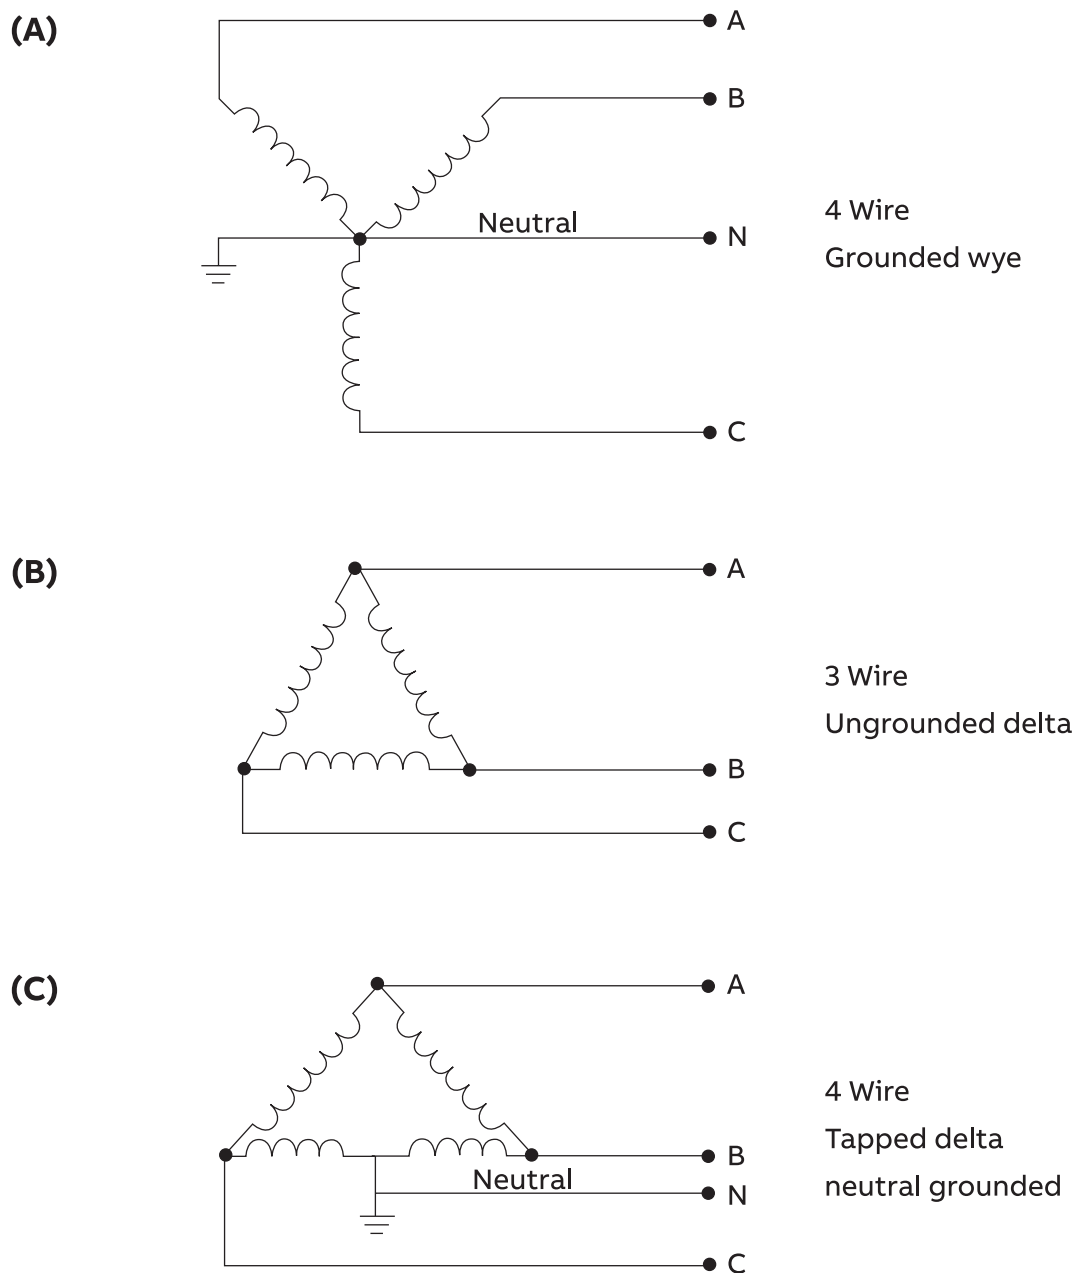 (A)
A
B
Neutral
N
4 Wire
Grounded wye
C
(B)
A
3 Wire
Ungrounded delta
B
C
(C)
A
4 Wire
Tapped delta
B
Neutral
N
neutral grounded
C